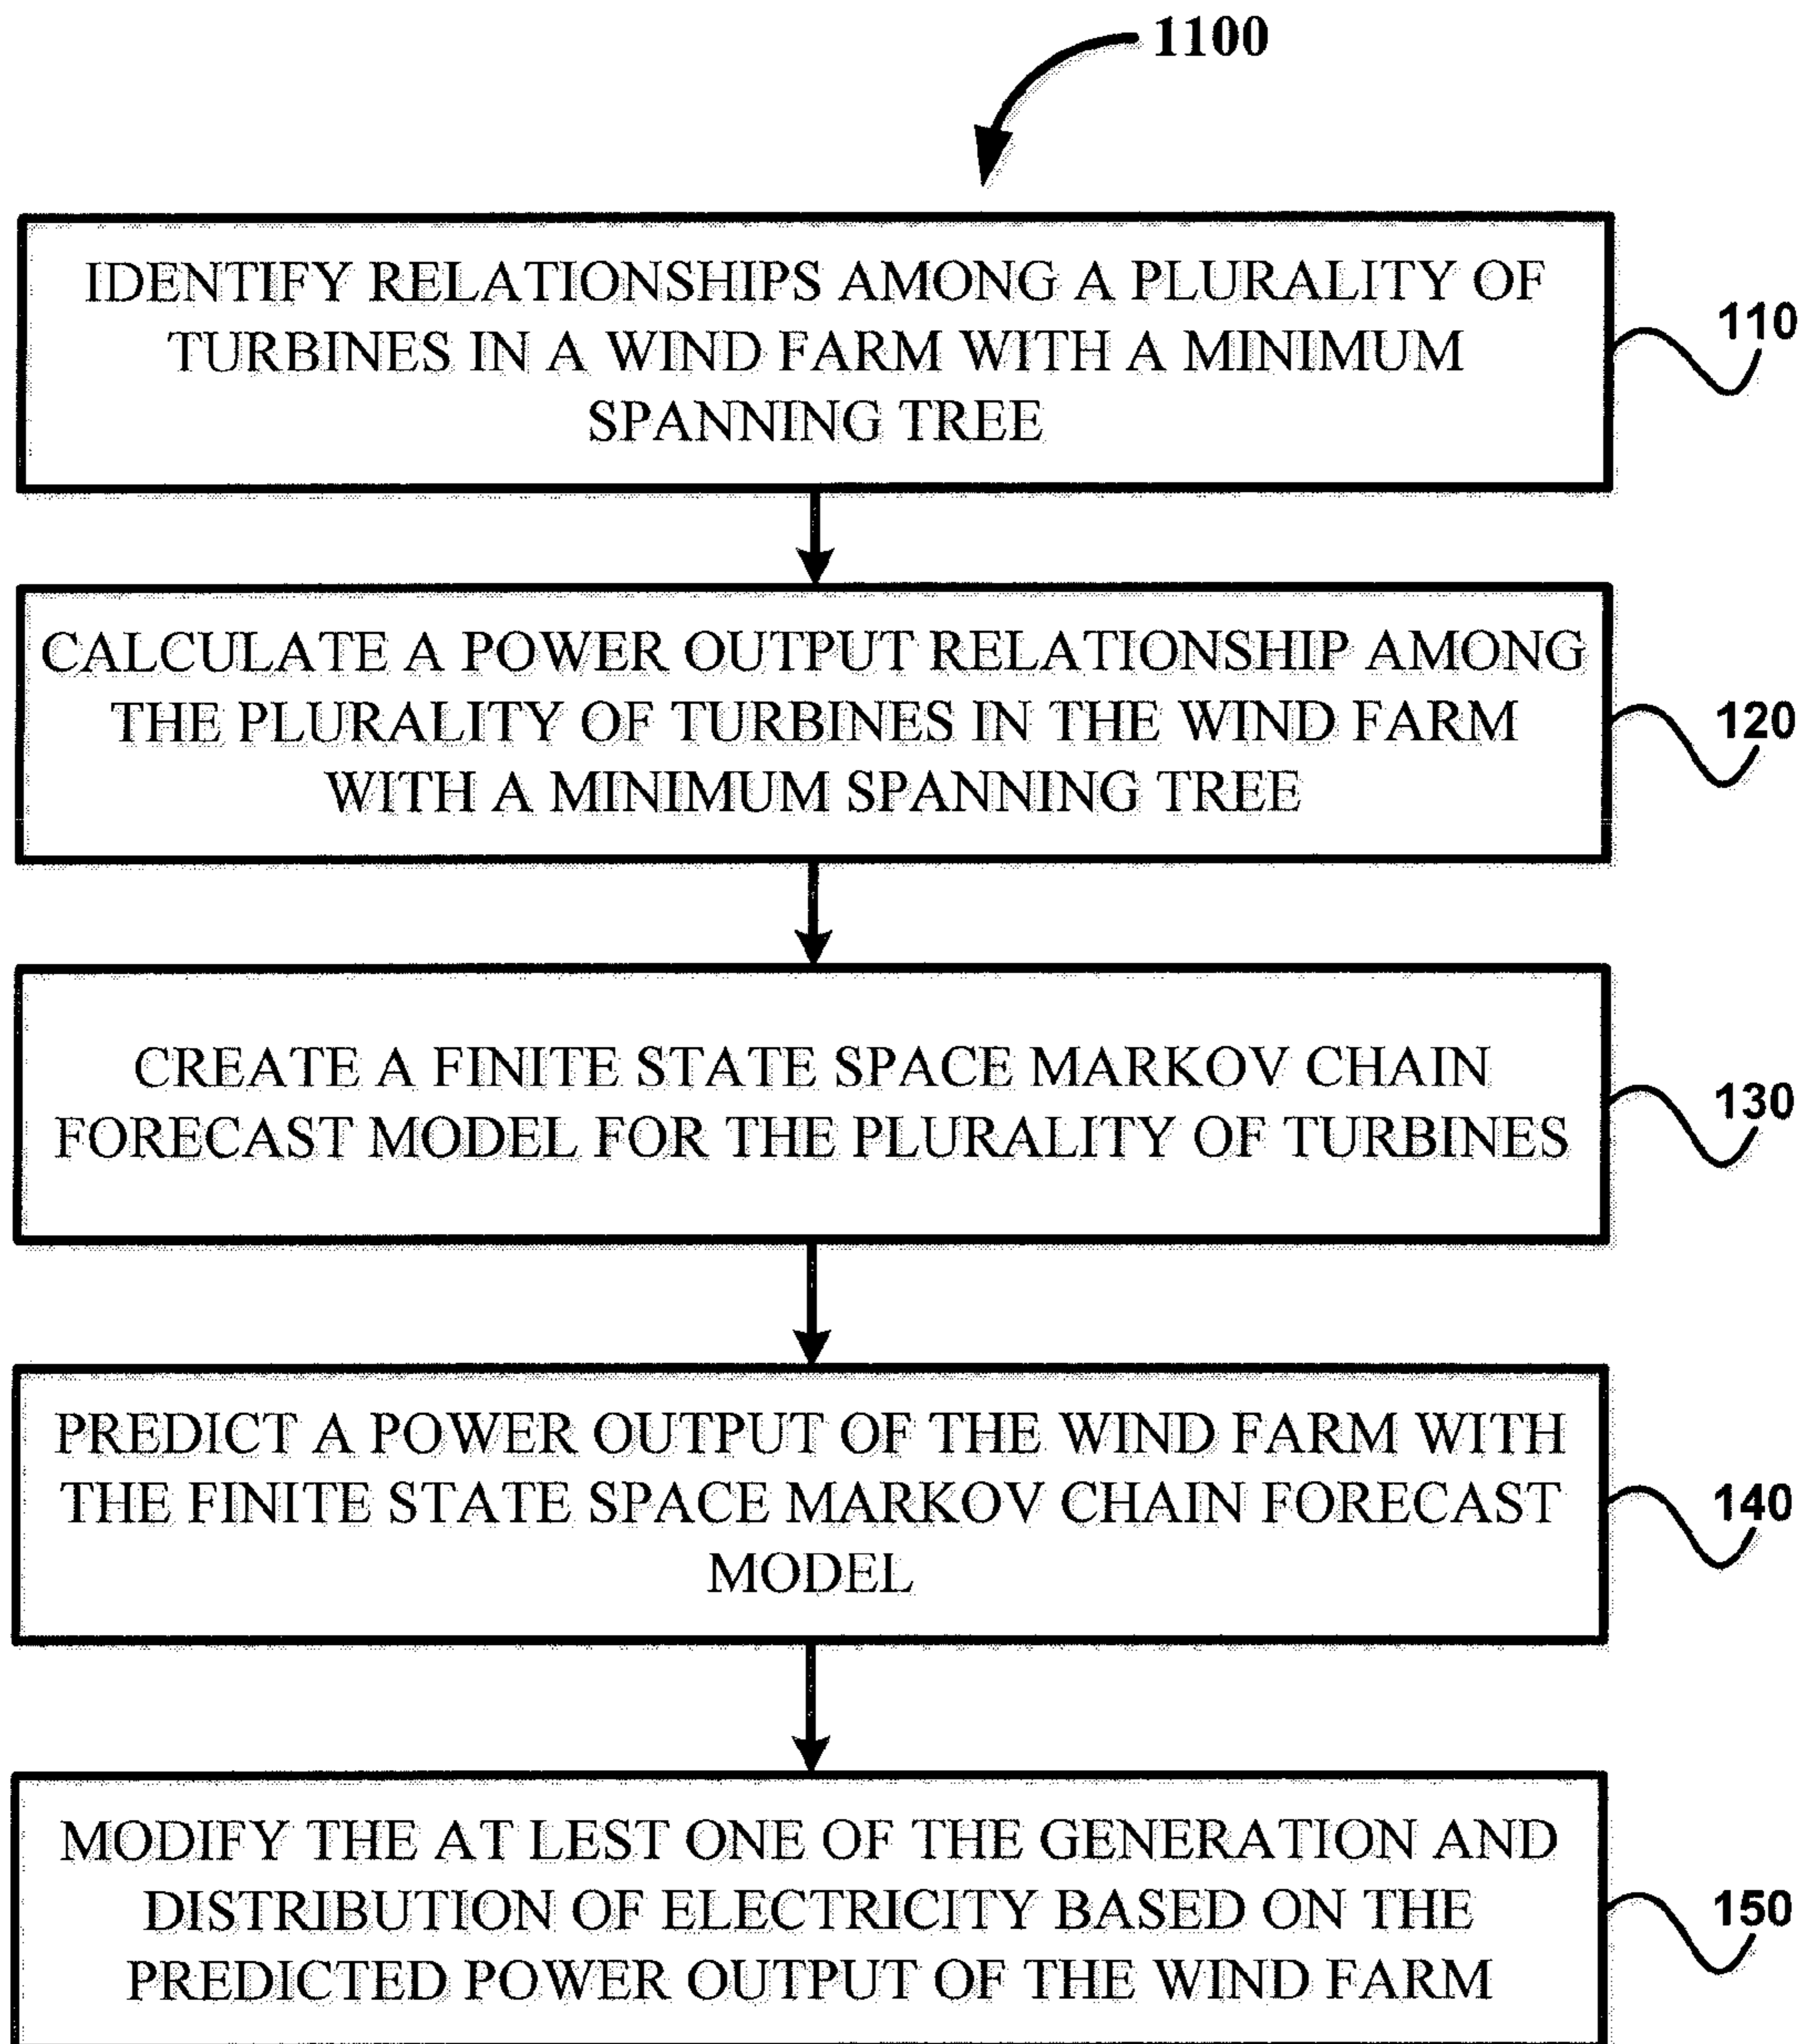 1100
IDENTIFY RELATIONSHIPS AMONG A PLURALITY OF
TURBINES IN A WIND FARM WITH A MINIMUM
SPANNING TREE
110
CALCULATE A POWER OUTPUT RELATIONSHIP AMONG
THE PLURALITY OF TURBINES IN THE WIND FARM
WITH A MINIMUM SPANNING TREE
120
CREATE A FINITE STATE SPACE MARKOV CHAIN
FORECAST MODEL FOR THE PLURALITY OF TURBINES
130
PREDICT A POWER OUTPUT OF THE WIND FARM WITH
THE FINITE STATE SPACE MARKOV CHAIN FORECAST
MODEL
140
MODIFY THE AT LEST ONE OF THE GENERATION AND
DISTRIBUTION OF ELECTRICITY BASED ON THE
PREDICTED POWER OUTPUT OF THE WIND FARM
150